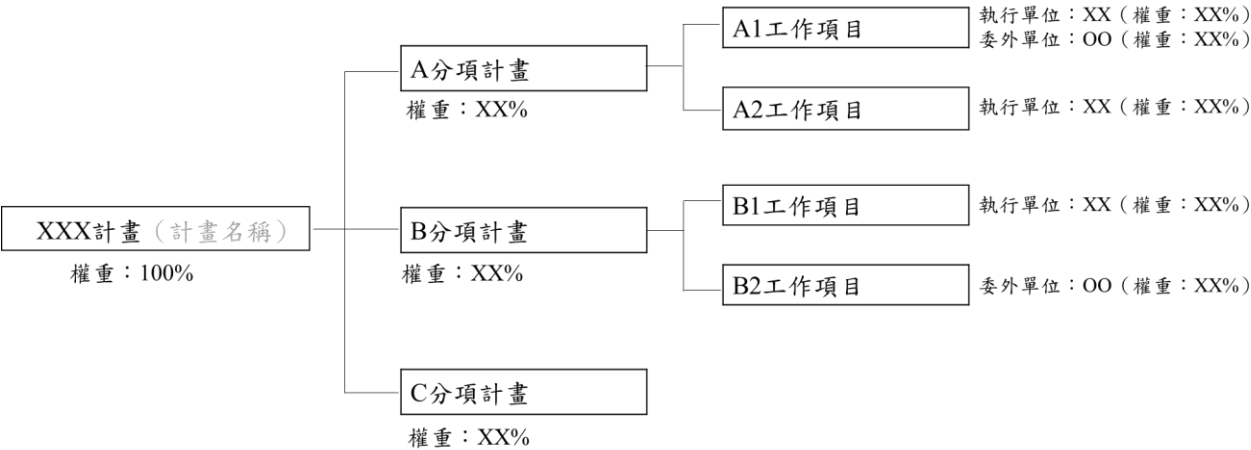 A1工作項目
執行單位：XX（權重：XX%）
委外單位：OO（權重：XX%）
A分項計畫
權重：XX%
A2工作項目
執行單位：XX（權重：XX%）
XXX計畫（計畫名稱）
權重：100%
B分項計畫
權重：XX%
B1工作項目
執行單位：XX（權重：XX%）
B2工作項目
委外單位：OO（權重：XX%）
C分項計畫
權重：XX%